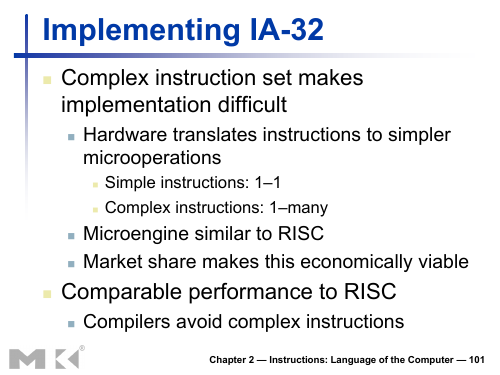 Implementing IA-32
Complex instruction set makes
implementation difficult
Hardware translates instructions to simpler
microoperations
Simple instructions: 1–1
Complex instructions: 1–many
Microengine similar to RISC
Market share makes this economically viable
Comparable performance to RISC
Compilers avoid complex instructions
MK®
Chapter 2 — Instructions: Language of the Computer — 101